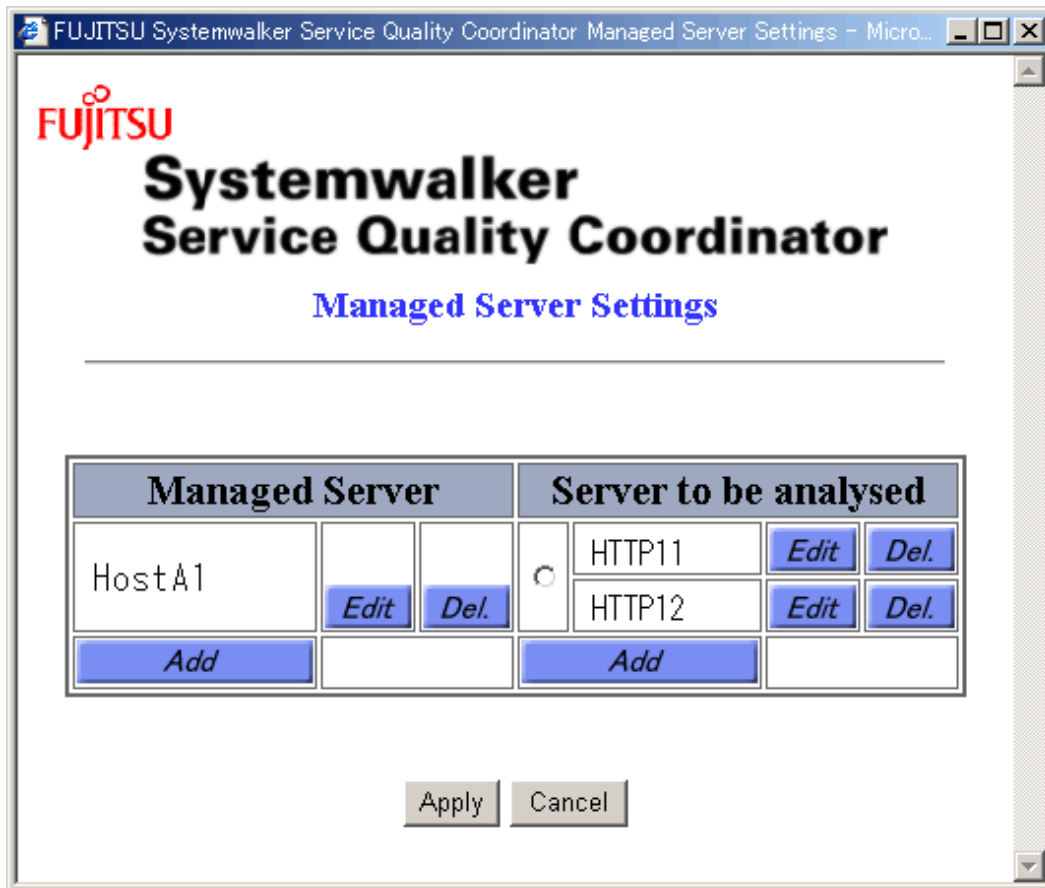 FUJITSU Systemwalker Service Quality Coordinator Managed Server Settings - Micro...
FUJITSU
Systemwalker
Service Quality Coordinator
Managed Server Settings
Managed Server Server to be analysed
HostA1 Edit Del.
HTTP11 Edit Del.
HTTP12 Edit Del.
Add Add
Apply Cancel